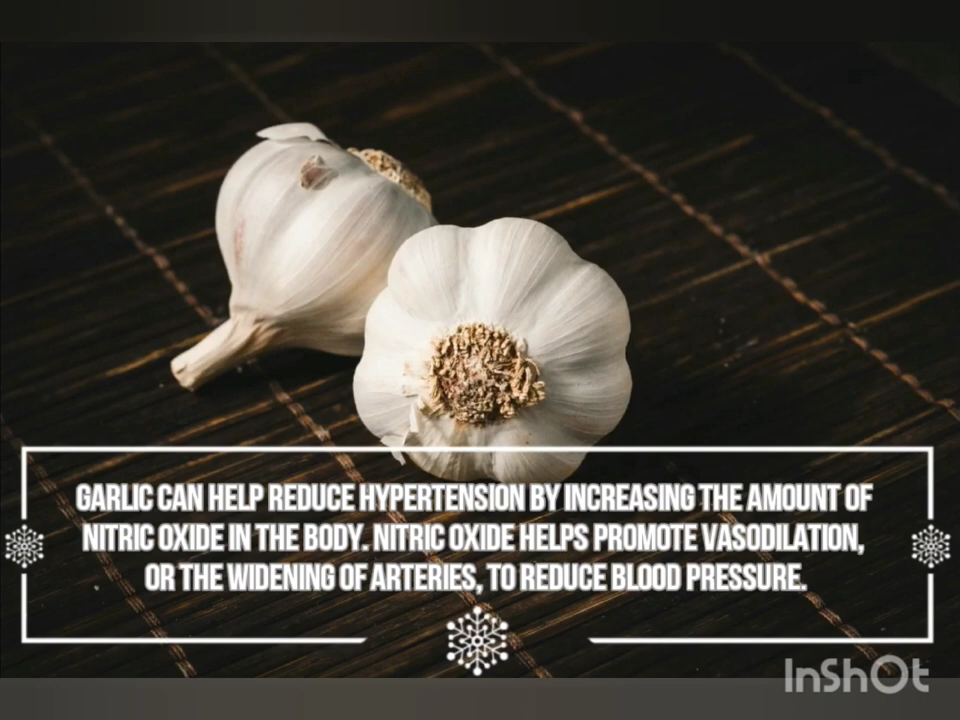 GARLIC CAN HELP REDUCE HYPERTENSION BY INCREASING THE AMOUNT OF
NITRIC OXIDE IN THE BODY. NITRIC OXIDE HELPS PROMOTE VASODILATION,
OR THE WIDENING OF ARTERIES, TO REDUCE BLOOD PRESSURE.
InShOt